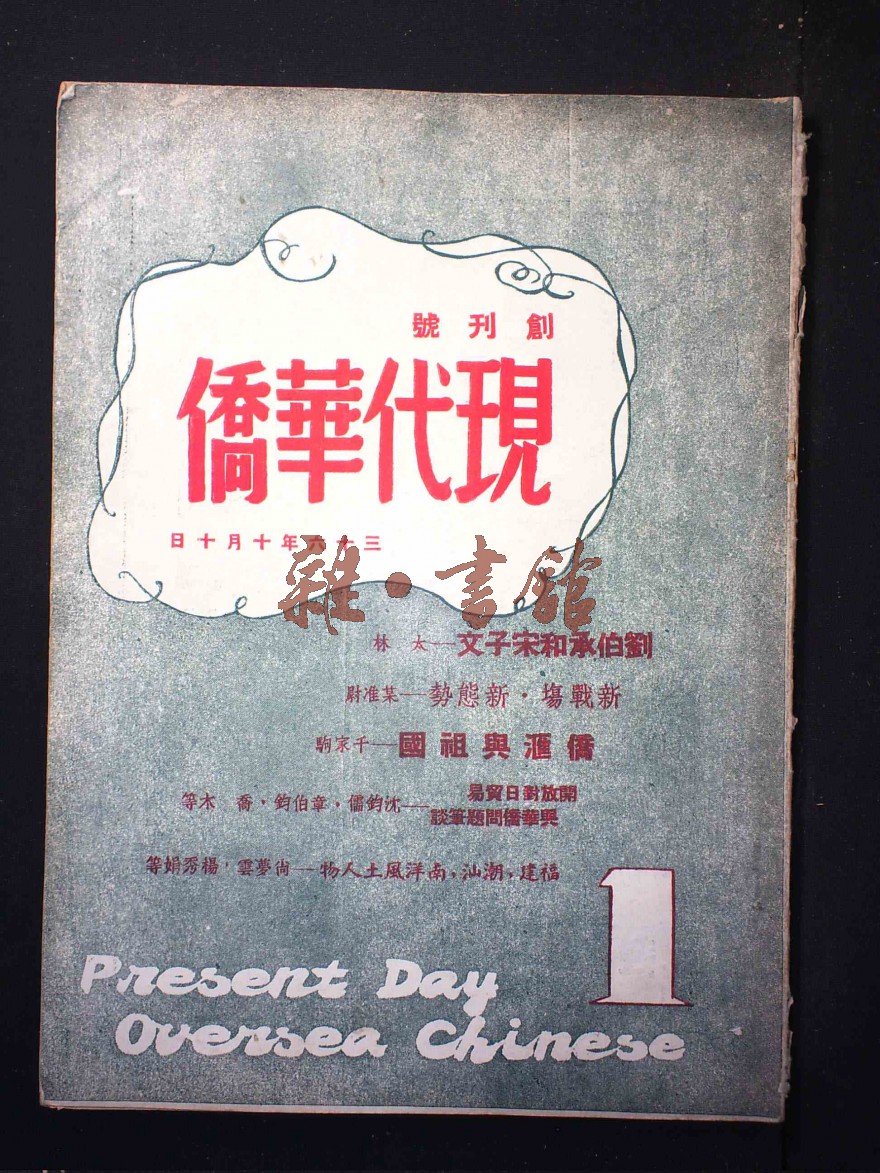 創刊號
現代華僑
三十六年十月十日
雜·書館
劉伯承和宋子文──太 林
新戰場·新態勢──葉准尉
僑滙與祖國──千家駒
開放對日貿易
與華僑問題筆談──沈鈞儒，章伯鈞，喬 木等
福建，潮汕，南洋風土人物──尙夢雲，楊秀娟等
1
Present Day
Oversea Chinese